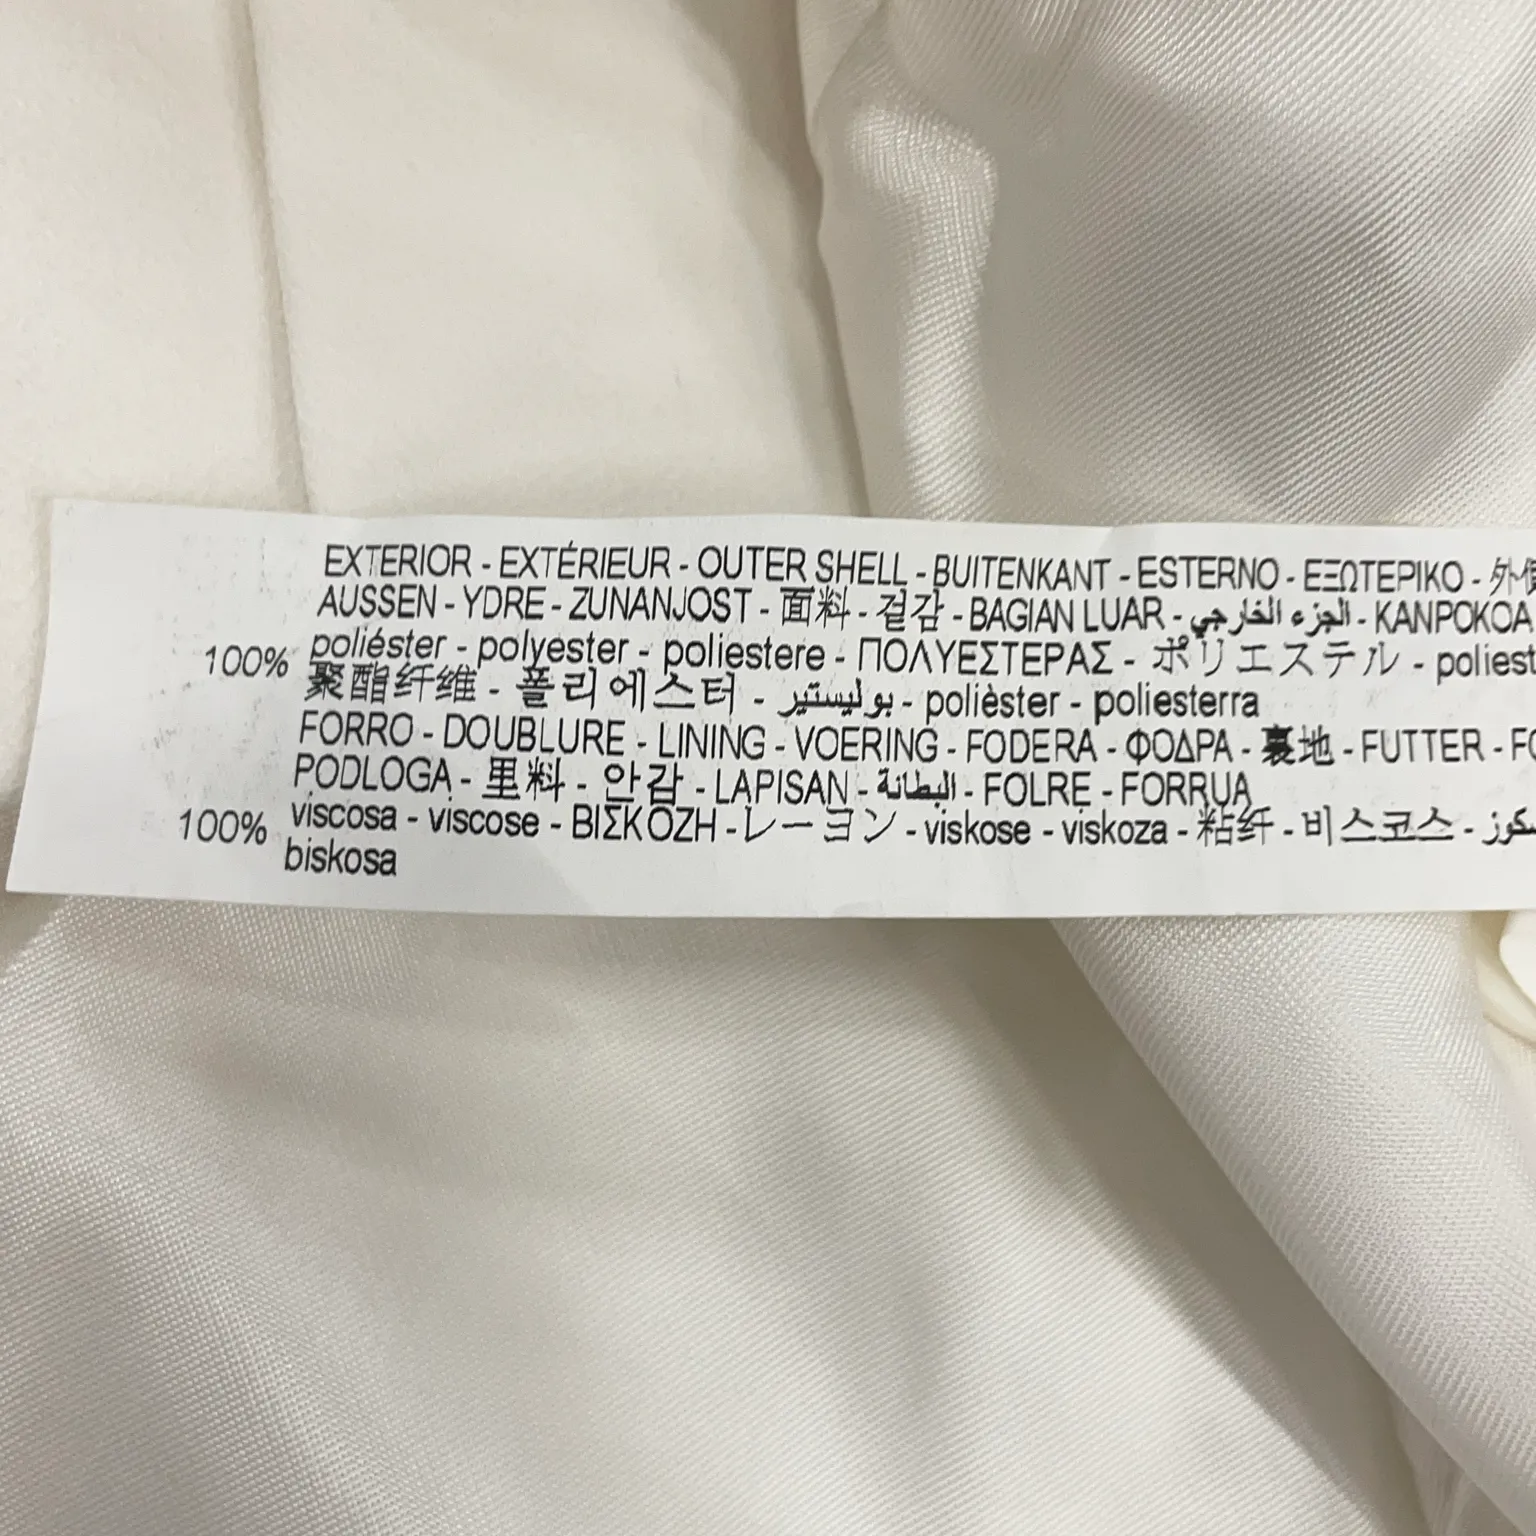 EXTERIOR - EXTÉRIEUR - OUTER SHELL - BUITENKANT - ESTERNO - ΕΞΩΤΕΡΙΚΟ -
AUSSEN - YDRE - ZUNANJOST - 面料 - 겉감 - BAGIAN LUAR - الجزء الخارجي - KANPOKOA
100% poliéster - polyester - poliestere - ΠΟΛΥΕΣΤΕΡΑΣ - ポリエステル -
聚酯纤维 - 폴리에스터 - بوليستير - polièster - poliesterra
FORRO - DOUBLURE - LINING - VOERING - FODERA - ΦΟΔΡΑ - 裏地 - FUTTER -
PODLOGA - 里料 - 안감 - LAPISAN - البطانة - FOLRE - FORRUA
100% viscosa - viscose - ΒΙΣΚΌΖΗ - レーヨン - viskose - viskoza - 粘纤 - 비스코스 -
biskosa